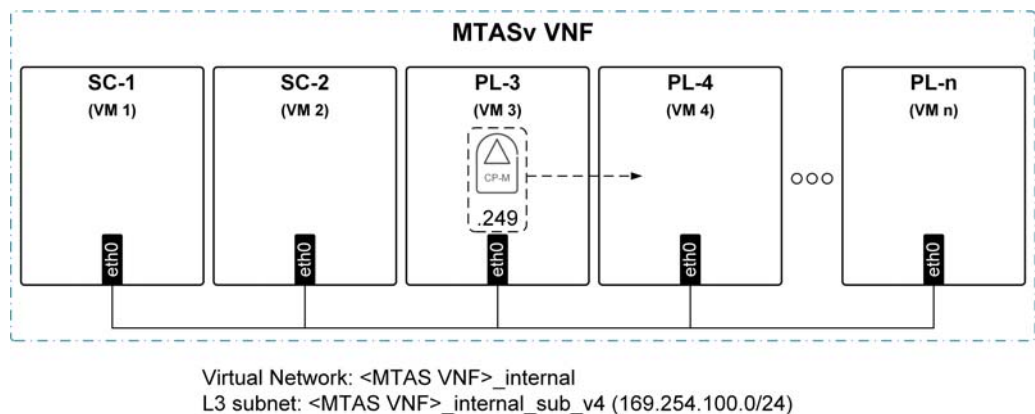 MTASv VNF
SC-1
(VM 1)
SC-2
(VM 2)
PL-3
(VM 3)
PL-4
(VM 4)
PL-n
(VM n)
CP-M
.249
eth0
eth0
eth0
eth0
eth0
Virtual Network: <MTAS VNF>_internal
L3 subnet: <MTAS VNF>_internal_sub_v4 (169.254.100.0/24)